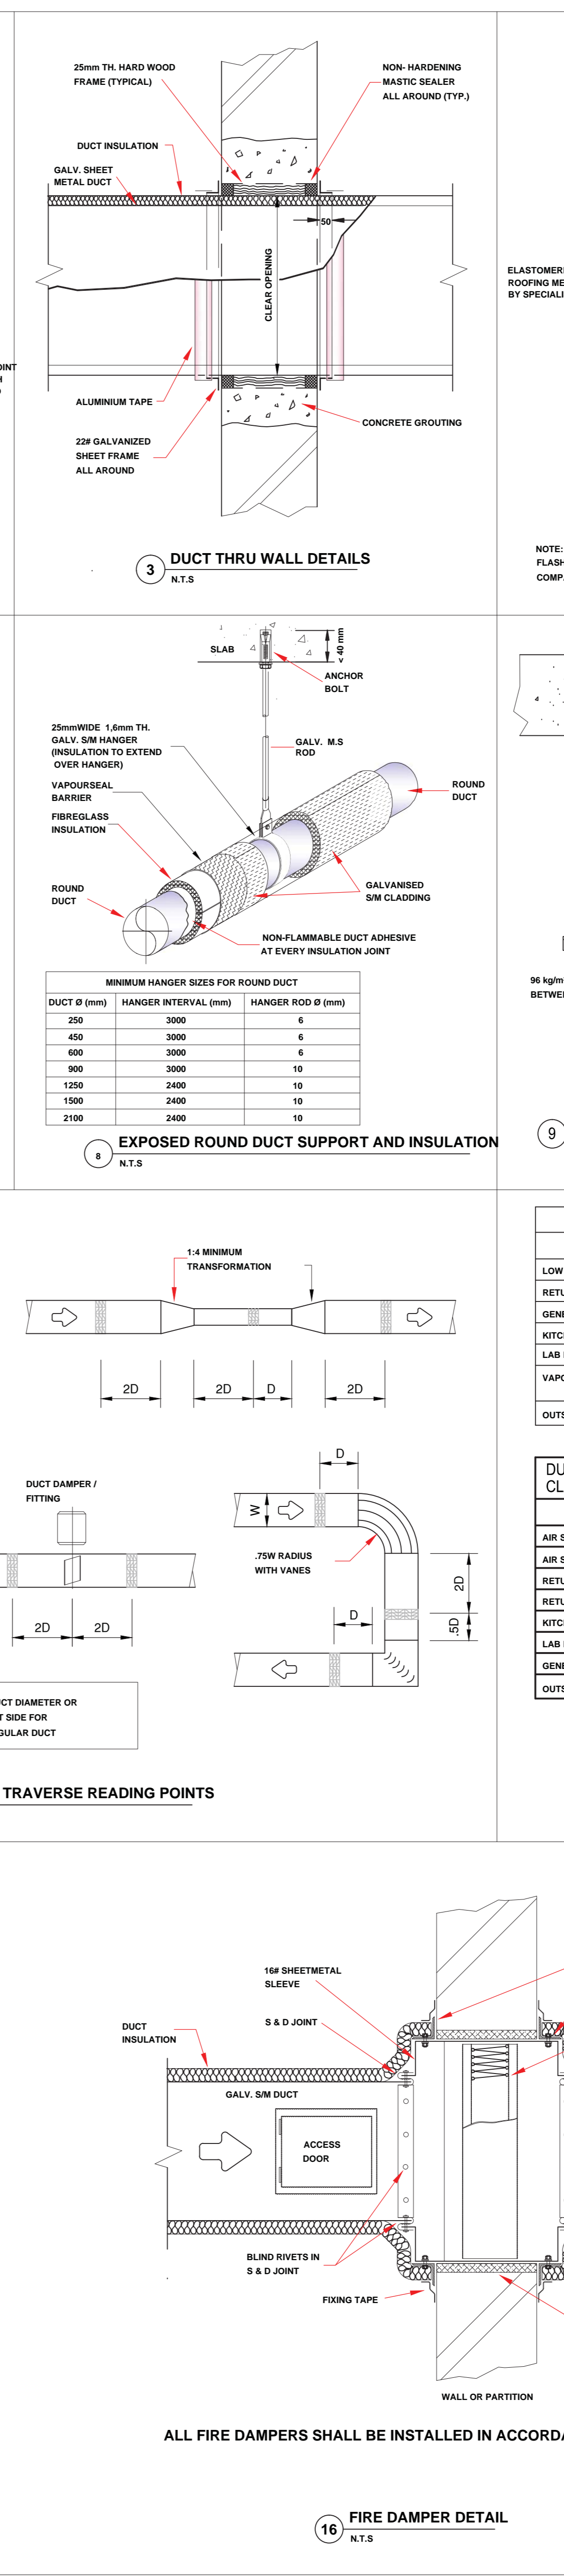 25mm TH. HARD WOOD
FRAME (TYPICAL)
NON- HARDENING
MASTIC SEALER
ALL AROUND (TYP.)
DUCT INSULATION
GALV. SHEET
METAL DUCT
50
CLEAR OPENING
ALUMINIUM TAPE
22# GALVANIZED
SHEET FRAME
ALL AROUND
CONCRETE GROUTING
3
DUCT THRU WALL DETAILS
N.T.S
OINT
ELASTOMER
ROOFING ME
BY SPECIALI
NOTE:
FLASH
COMP
SLAB
< 40 mm
ANCHOR
BOLT
25mmWIDE 1,6mm TH.
GALV. S/M HANGER
(INSULATION TO EXTEND
OVER HANGER)
GALV. M.S
ROD
VAPOURSEAL
BARRIER
ROUND
DUCT
FIBREGLASS
INSULATION
ROUND
DUCT
GALVANISED
S/M CLADDING
NON-FLAMMABLE DUCT ADHESIVE
AT EVERY INSULATION JOINT
MINIMUM HANGER SIZES FOR ROUND DUCT
DUCT Ø (mm) HANGER INTERVAL (mm) HANGER ROD Ø (mm)
250 3000 6
450 3000 6
600 3000 6
900 3000 10
1250 2400 10
1500 2400 10
2100 2400 10
8
EXPOSED ROUND DUCT SUPPORT AND INSULATION
N.T.S
96 kg/m
BETWEE
9
1:4 MINIMUM
TRANSFORMATION
2D 2D D 2D
DUCT DAMPER /
FITTING
2D 2D
D
W
.75W RADIUS
WITH VANES
2D
D
.5D
UCT DIAMETER OR
T SIDE FOR
GULAR DUCT
TRAVERSE READING POINTS
LOW
RETU
GENE
KITC
LAB
VAPO
OUTS
DU
CL
AIR S
AIR S
RETU
RETU
KITC
LAB
GENE
OUTS
16# SHEETMETAL
SLEEVE
S & D JOINT
DUCT
INSULATION
GALV. S/M DUCT
ACCESS
DOOR
BLIND RIVETS IN
S & D JOINT
FIXING TAPE
WALL OR PARTITION
ALL FIRE DAMPERS SHALL BE INSTALLED IN ACCORDA
16
FIRE DAMPER DETAIL
N.T.S